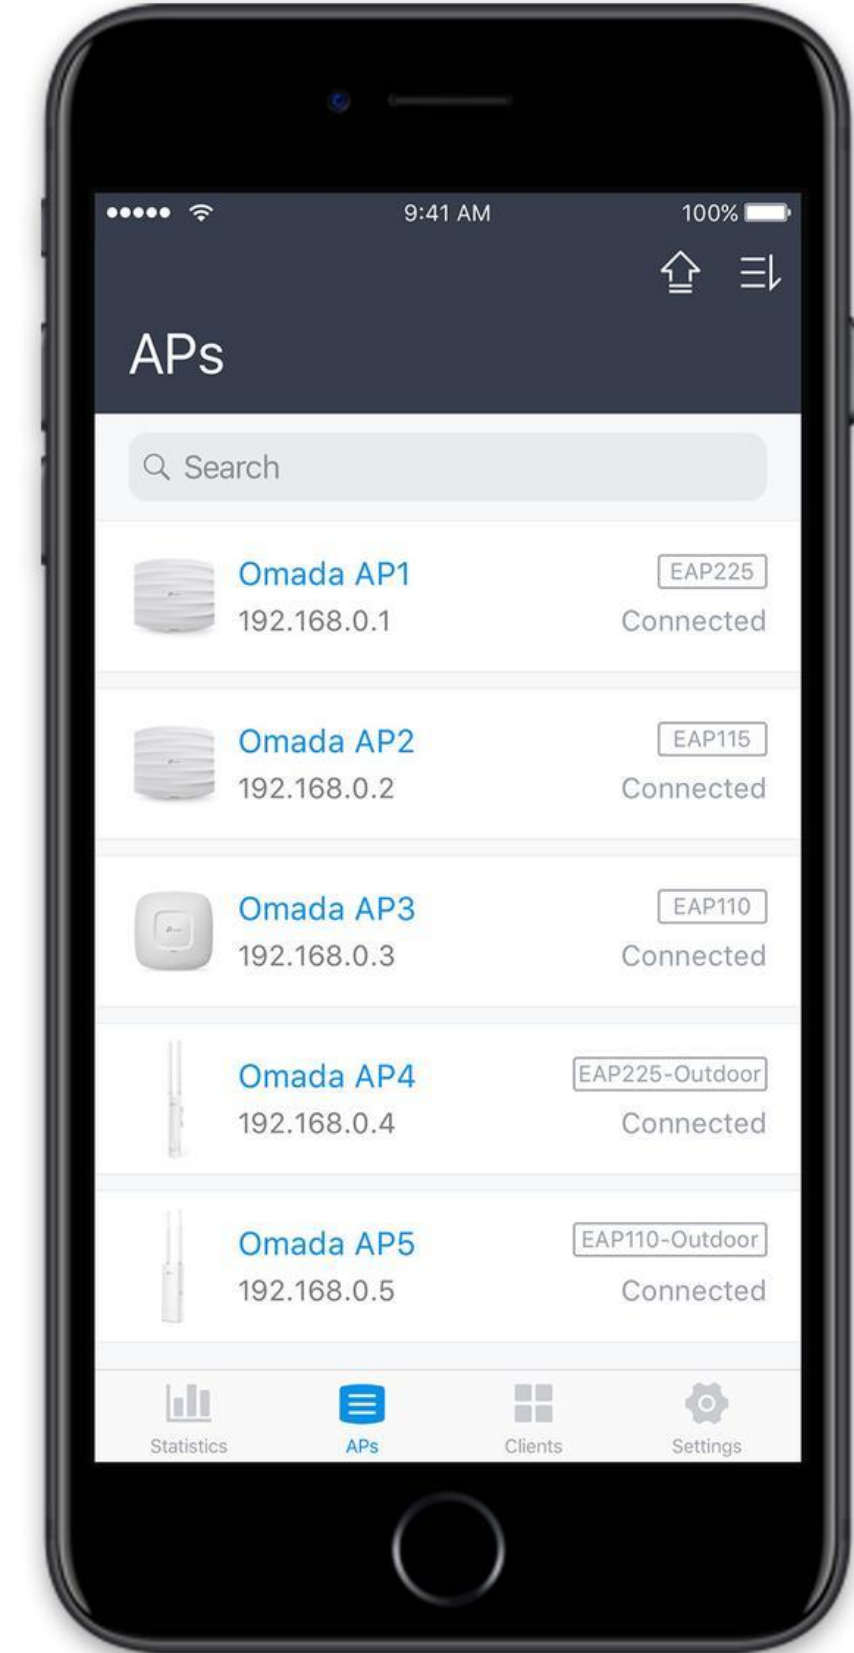 9:41 AM 100%
APs
Search
Omada AP1 EAP225
192.168.0.1 Connected
Omada AP2 EAP115
192.168.0.2 Connected
Omada AP3 EAP110
192.168.0.3 Connected
Omada AP4 EAP225-Outdoor
192.168.0.4 Connected
Omada AP5 EAP110-Outdoor
192.168.0.5 Connected
Statistics APs Clients Settings